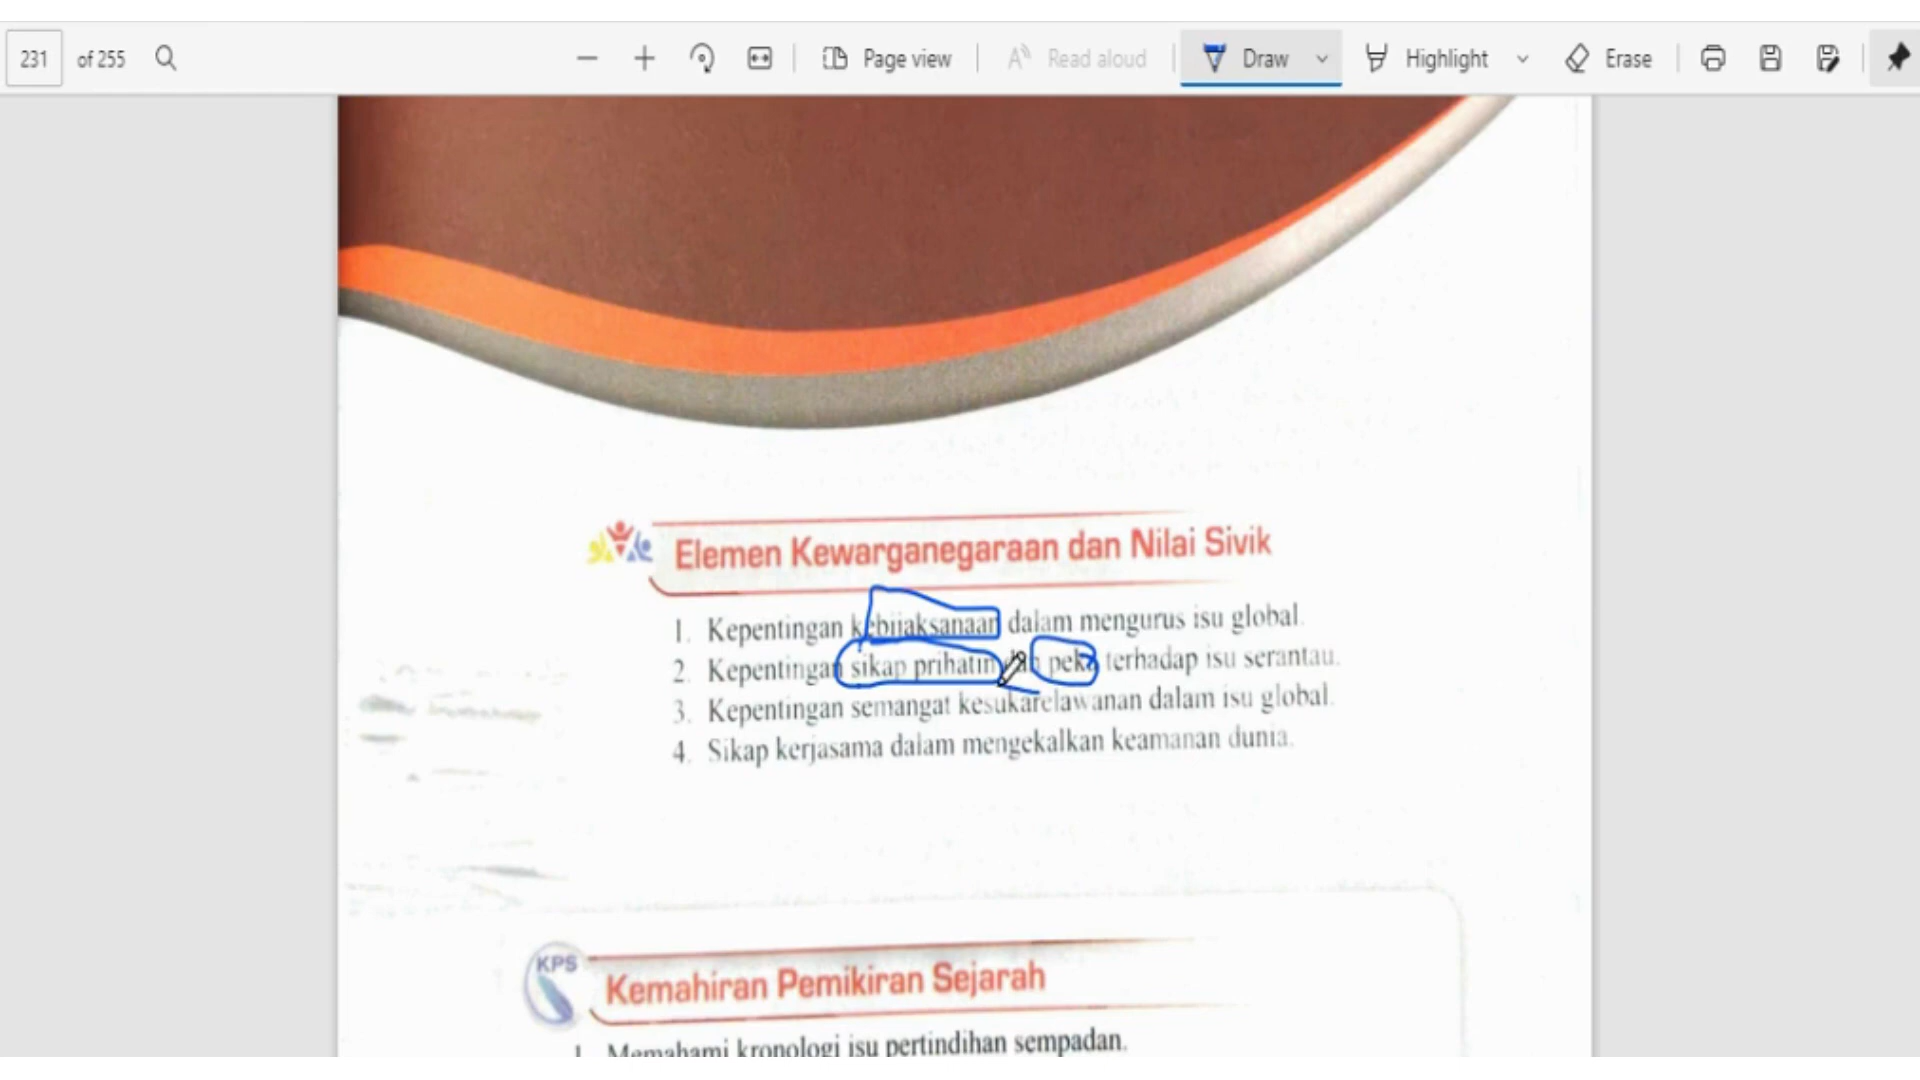 231 of 255 Page view Read aloud Draw Highlight Erase
Elemen Kewarganegaraan dan Nilai Sivik
1. Kepentingan kebijaksanaan dalam mengurus isu global.
2. Kepentingan sikap prihatin peka terhadap isu serantau.
3. Kepentingan semangat kesukarelawanan dalam isu global.
4. Sikap kerjasama dalam mengekalkan keamanan dunia.
KPS
Kemahiran Pemikiran Sejarah
1. Memahami kronologi isu pertindihan sempadan.